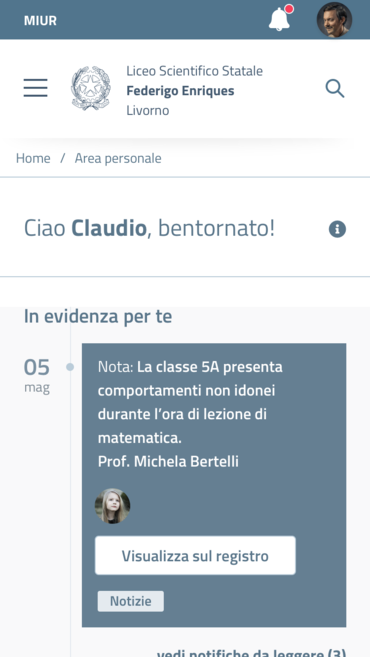 MIUR
Liceo Scientifico Statale
Federigo Enriques
Livorno
Home / Area personale
Ciao Claudio, bentornato!
In evidenza per te
05
mag
Nota: La classe 5A presenta
comportamenti non idonei
durante l'ora di lezione di
matematica.
Prof. Michela Bertelli
Visualizza sul registro
Notizie
vedi notifiche da leggere (3)